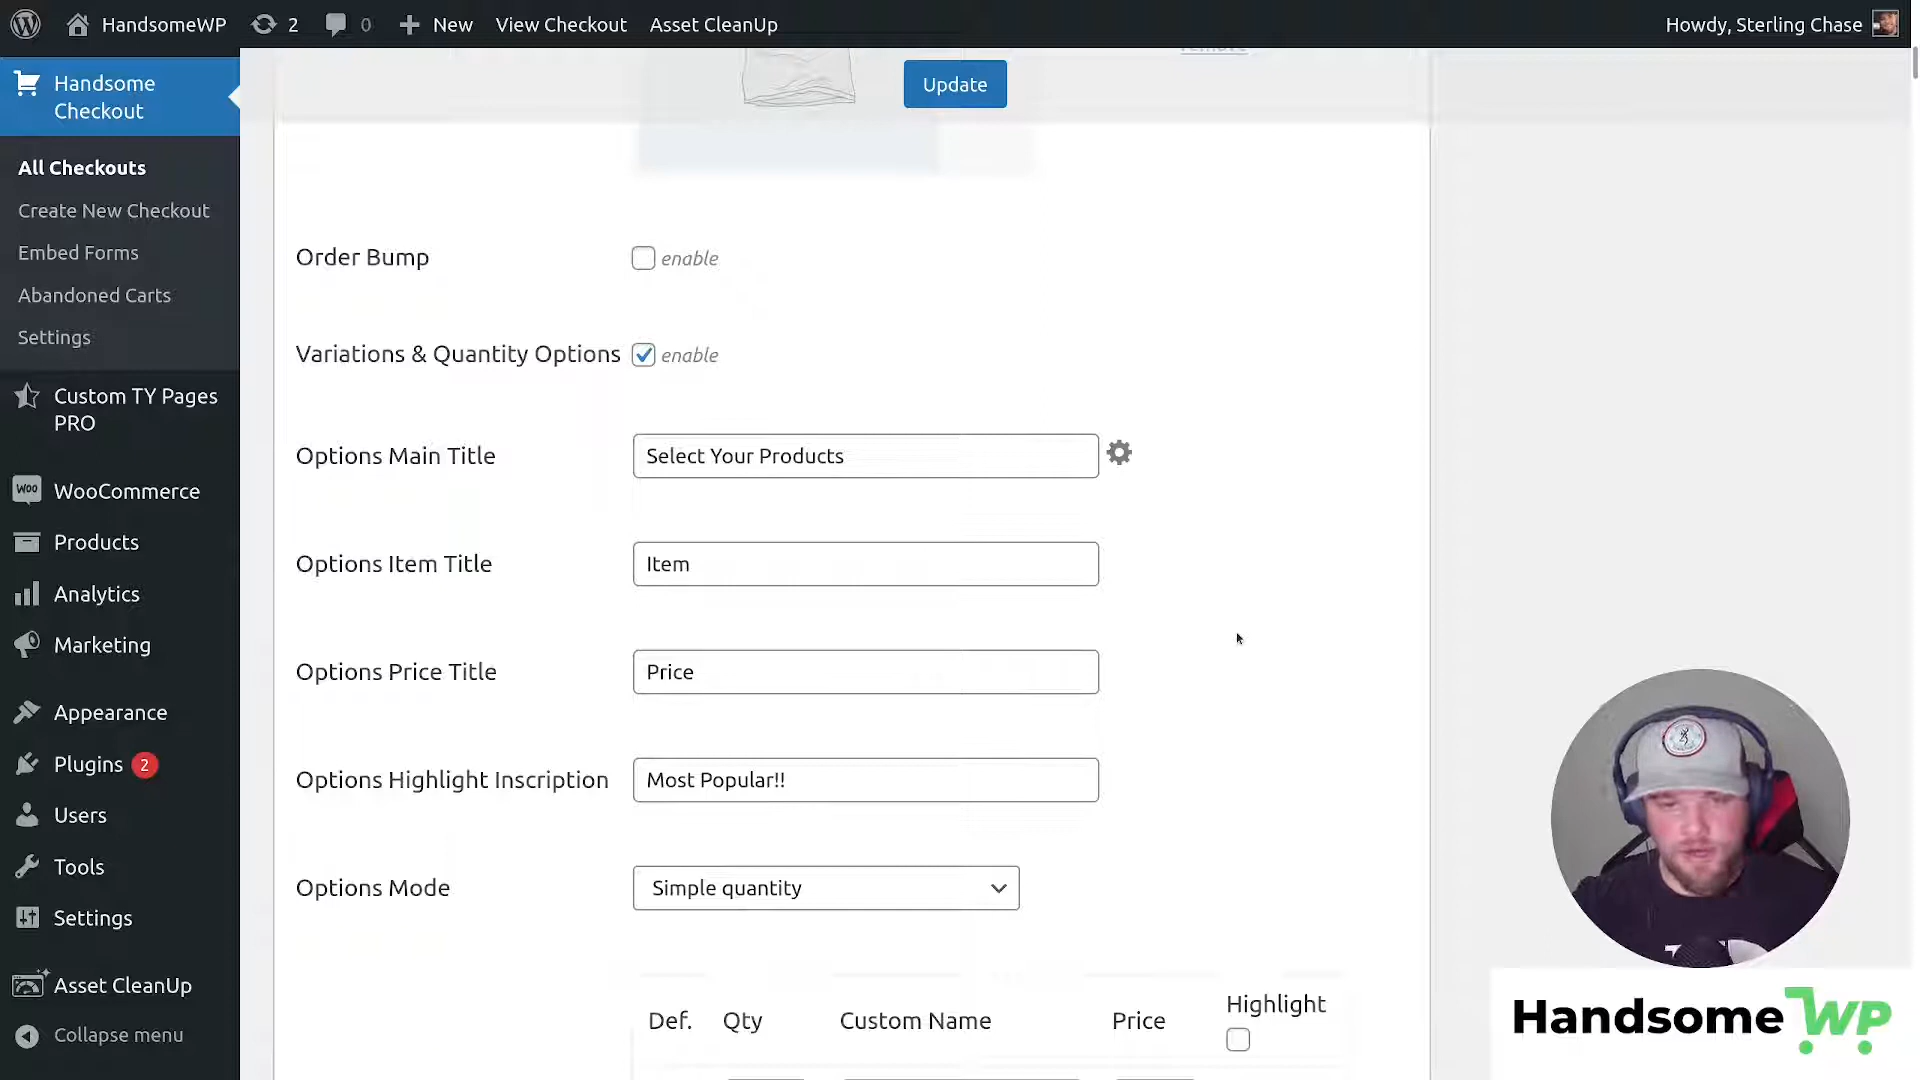 HandsomeWP 2 0 New View Checkout Asset CleanUp Howdy, Sterling Chase
Handsome
Checkout
All Checkouts
Create New Checkout
Embed Forms
Abandoned Carts
Settings
Custom TY Pages
PRO
WooCommerce
Products
Analytics
Marketing
Appearance
Plugins 2
Users
Tools
Settings
Asset CleanUp
Collapse menu
remove
Update
Order Bump enable
Variations & Quantity Options enable
Options Main Title Select Your Products
Options Item Title Item
Options Price Title Price
Options Highlight Inscription Most Popular!!
Options Mode Simple quantity
Def. Qty Custom Name Price Highlight
Handsome WP